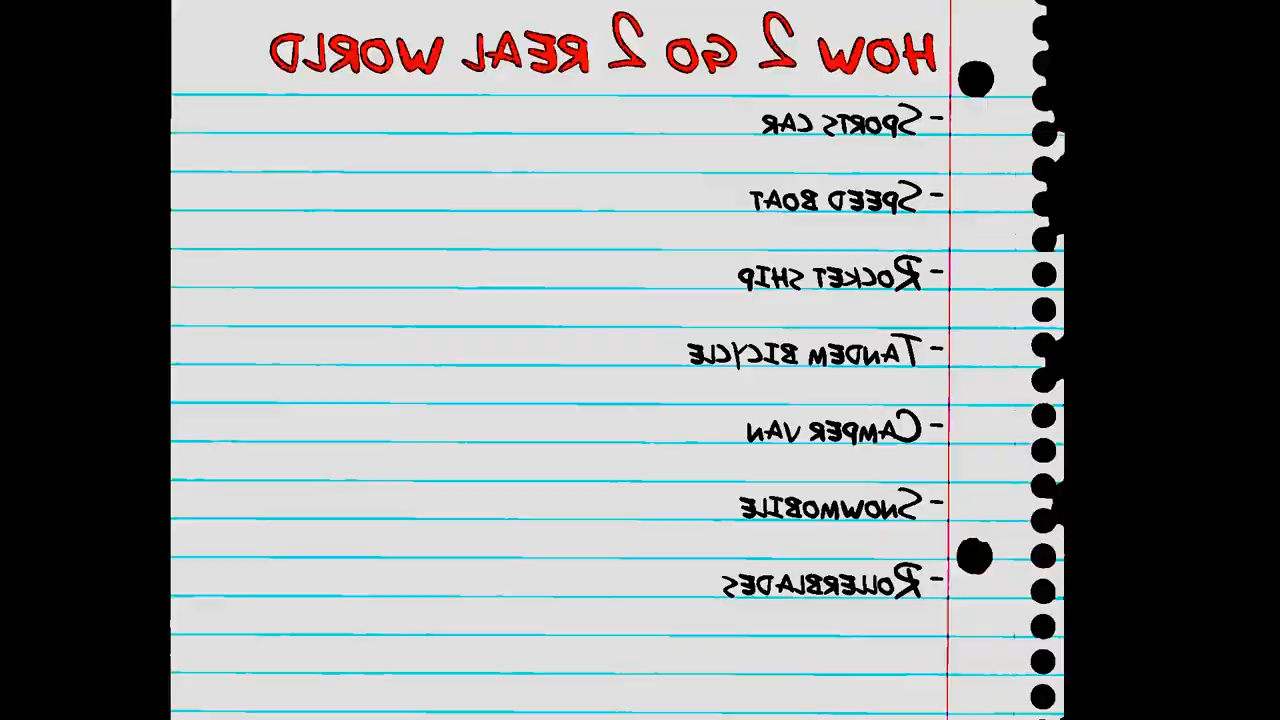 HOW 2 GO 2 REAL WORLD
- SPORTS CAR
- SPEED BOAT
- ROCKET SHIP
- TANDEM BICYCLE
- CAMPER VAN
- SNOWMOBILE
- ROLLERBLADES